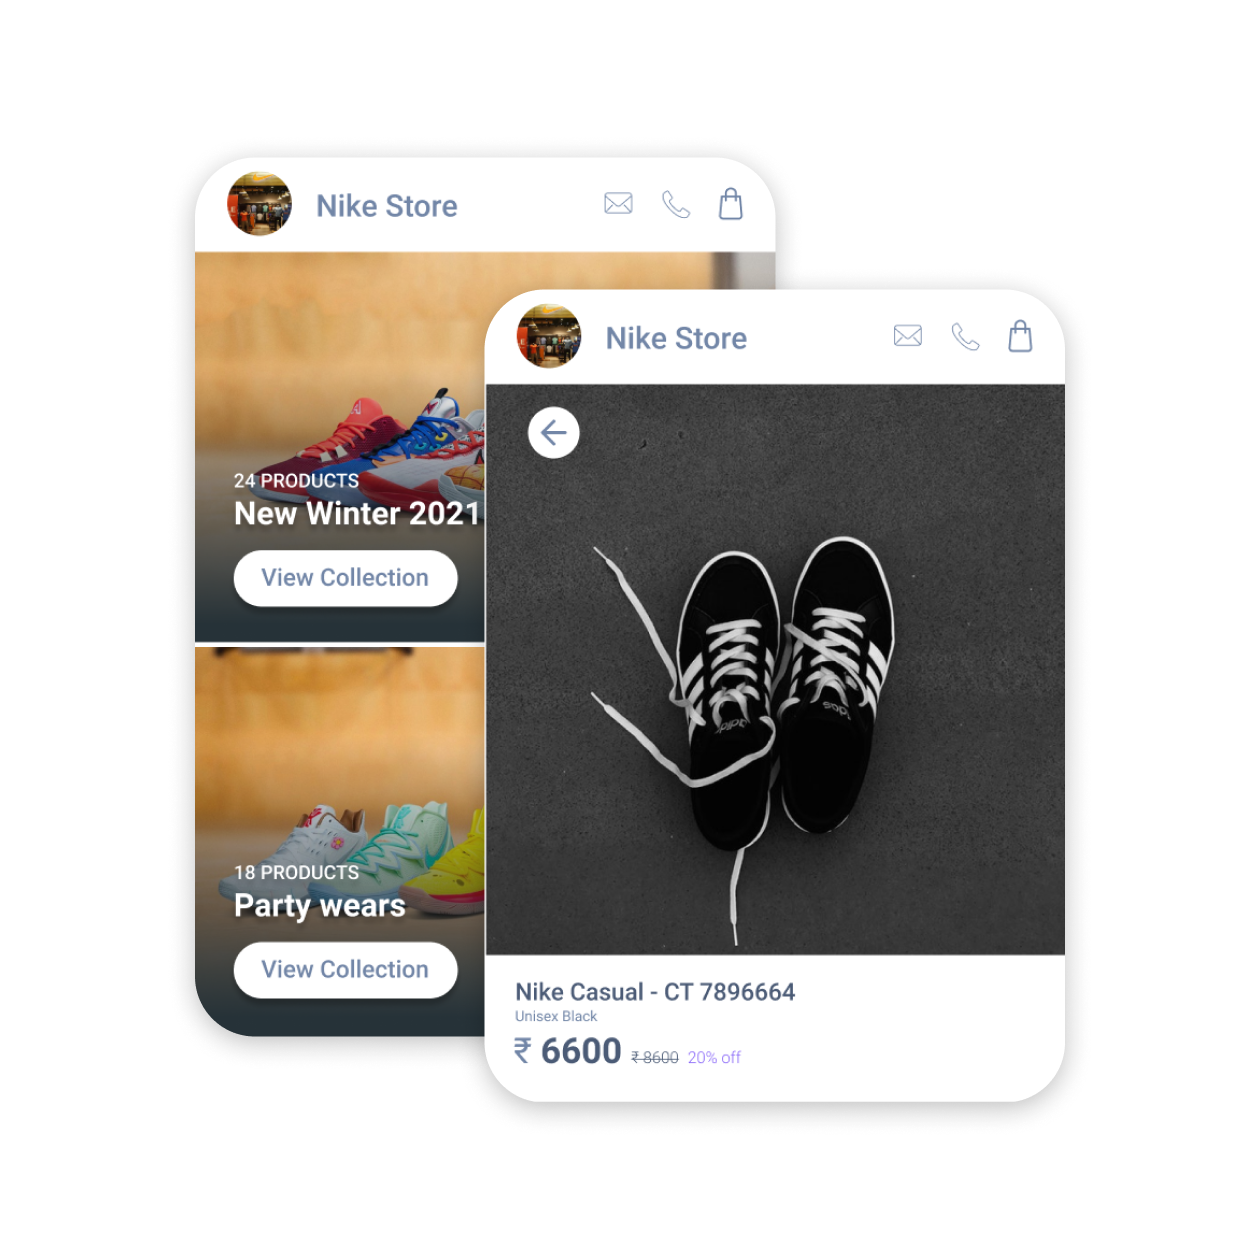 Nike Store
24 PRODUCTS
New Winter 2021
View Collection
18 PRODUCTS
Party wears
View Collection
Nike Store
adidas
Nike Casual - CT 7896664
Unisex Black
₹ 6600 ₹ 8600 20% off